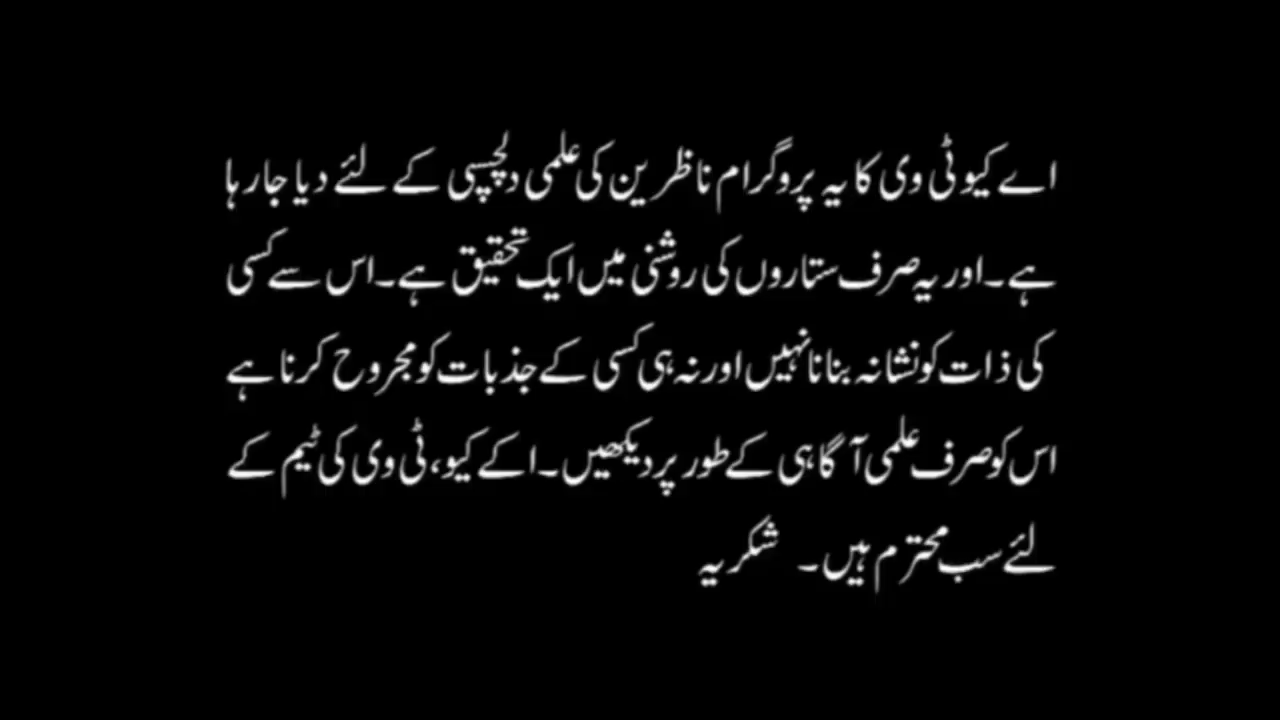 اے کیو ٹی وی کا یہ پروگرام ناظرین کی علمی دلچسپی کے لئے دیا جارہا
ہے۔ اور یہ صرف ستاروں کی روشنی میں ایک تحقیق ہے۔ اس سے کسی
کی ذات کو نشانہ بنانا نہیں اور نہ ہی کسی کے جذبات کو مجروح کرنا ہے
اس کو صرف علمی آگاہی کے طور پر دیکھیں۔ اکے کیو، ٹی وی کی ٹیم کے
لئے سب محترم ہیں۔ شکریہ